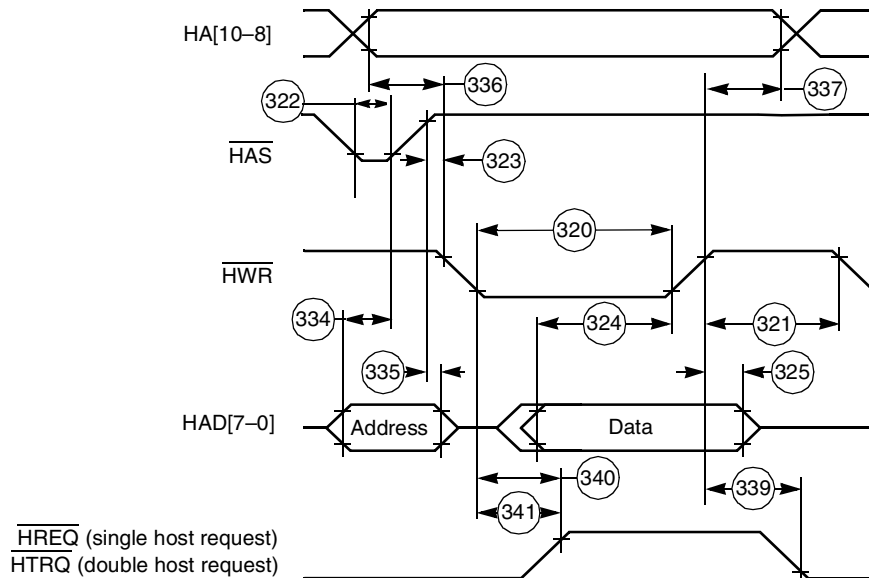 HA[10–8]
336
337
322
HAS
323
320
HWR
334
324
321
335
325
HAD[7–0]
Address
Data
340
341
339
HREQ (single host request)
HTRQ (double host request)